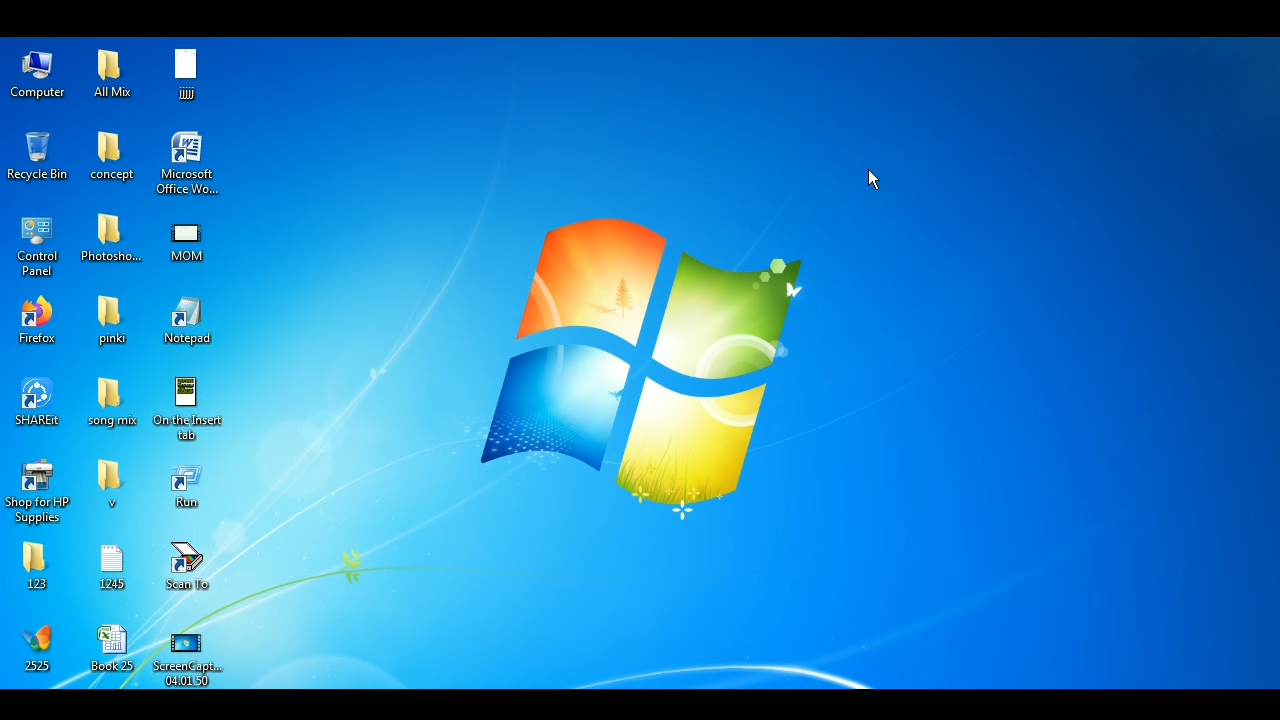 Computer
All Mix
jjjjj
Recycle Bin
concept
Microsoft
Office Wo...
Control
Panel
Photosho...
MOM
Firefox
pinki
Notepad
SHAREit
song mix
On the Insert
tab
Shop for HP
Supplies
v
Run
123
1245
Scan To
2525
Book 25
ScreenCapt...
04.01.50